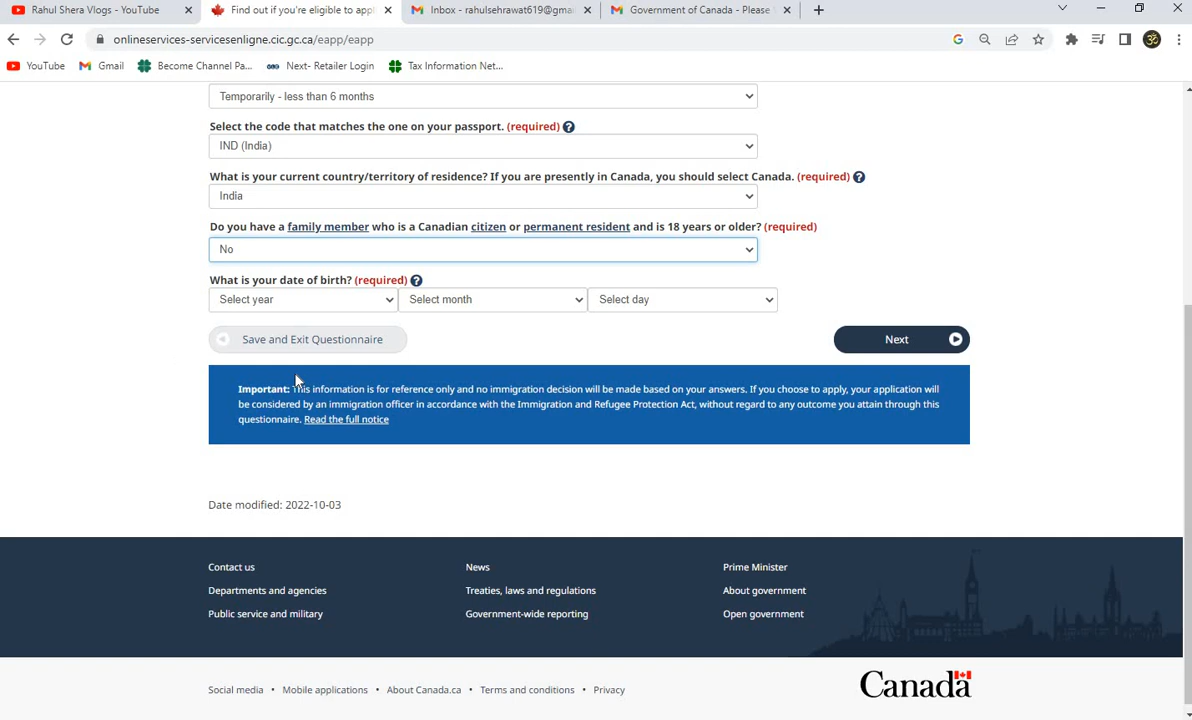 Rahul Shera Vlogs - YouTube
Find out if you're eligible to appl
Inbox - rahulsehrawat619@gmai
Government of Canada - Please
onlineservices-servicesenligne.cic.gc.ca/eapp/eapp
YouTube
Gmail
Become Channel Pa...
Next- Retailer Login
Tax Information Net...
Temporarily - less than 6 months
Select the code that matches the one on your passport. (required)
IND (India)
What is your current country/territory of residence? If you are presently in Canada, you should select Canada. (required)
India
Do you have a family member who is a Canadian citizen or permanent resident and is 18 years or older? (required)
No
What is your date of birth? (required)
Select year Select month Select day
Save and Exit Questionnaire Next
Important: This information is for reference only and no immigration decision will be made based on your answers. If you choose to apply, your application will
be considered by an immigration officer in accordance with the Immigration and Refugee Protection Act, without regard to any outcome you attain through this
questionnaire. Read the full notice
Date modified: 2022-10-03
Contact us News Prime Minister
Departments and agencies Treaties, laws and regulations About government
Public service and military Government-wide reporting Open government
Social media • Mobile applications • About Canada.ca • Terms and conditions • Privacy
Canada